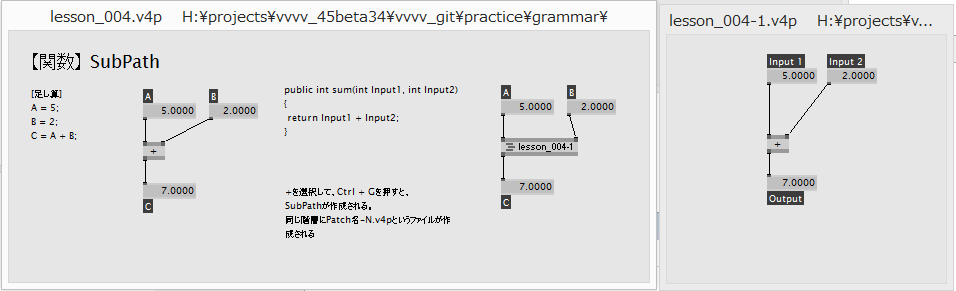 lesson_004.v4p H:¥projects¥vvvv_45beta34¥vvvv_git¥practice¥grammar¥
【関数】 SubPath
[足し算]
A = 5;
B = 2;
C = A + B;
A
B
5.0000
2.0000
+
7.0000
C
public int sum(int Input1, int Input2)
{
return Input1 + Input2;
}
+を選択して、Ctrl + Gを押すと、
SubPathが作成される。
同じ階層にPatch名-N.v4pというファイルが作
成される
A
B
5.0000
2.0000
lesson_004-1
7.0000
C
lesson_004-1.v4p H:¥projects¥v...
Input 1
Input 2
5.0000
2.0000
+
7.0000
Output